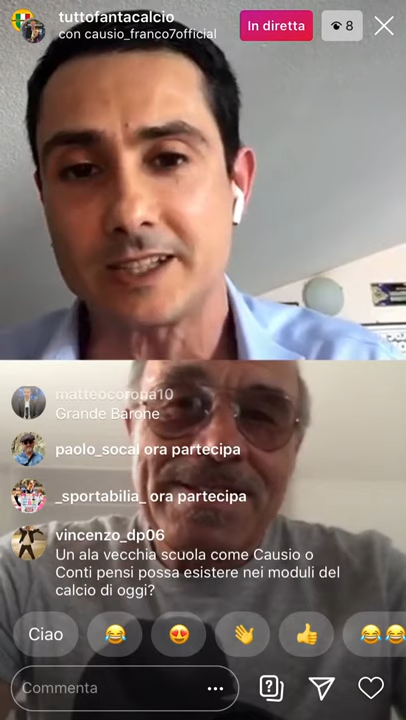 tuttofantacalcio
con causio_franco7official
In diretta
8
matteocorona10
Grande Barone
paolo_socal ora partecipa
_sportabilia_ ora partecipa
vincenzo_dp06
Un ala vecchia scuola come Causio o
Conti pensi possa esistere nei moduli del
calcio di oggi?
Ciao
Commenta